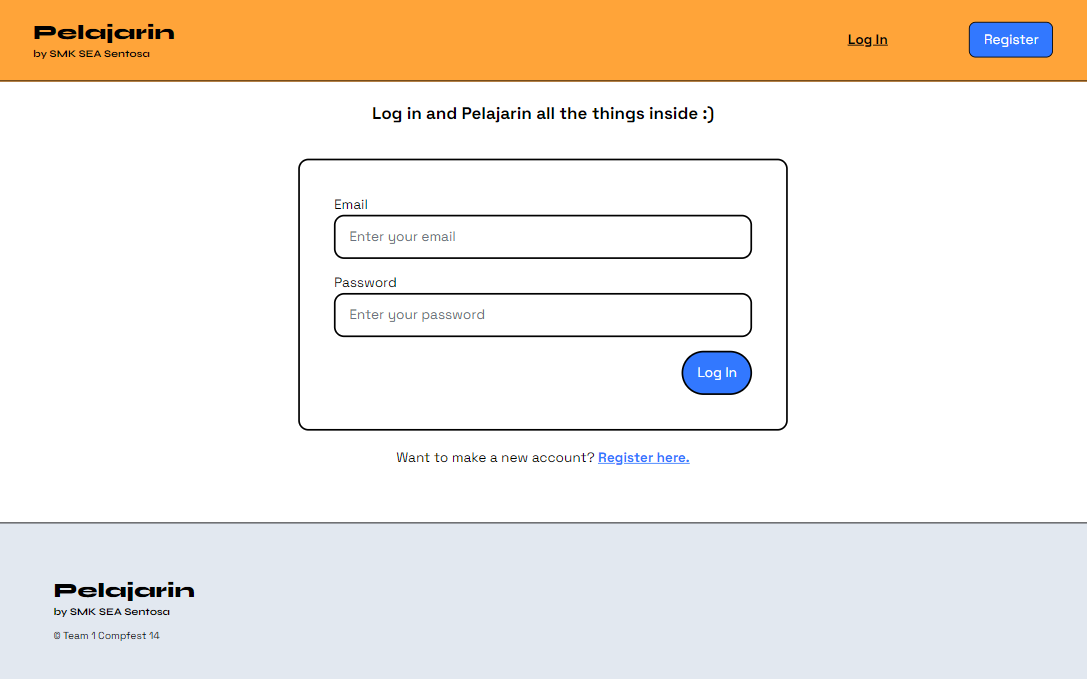 Pelajarin
by SMK SEA Sentosa
Log In
Register
Log in and Pelajarin all the things inside :)
Email
Enter your email
Password
Enter your password
Log In
Want to make a new account? Register here.
Pelajarin
by SMK SEA Sentosa
© Team 1 Compfest 14